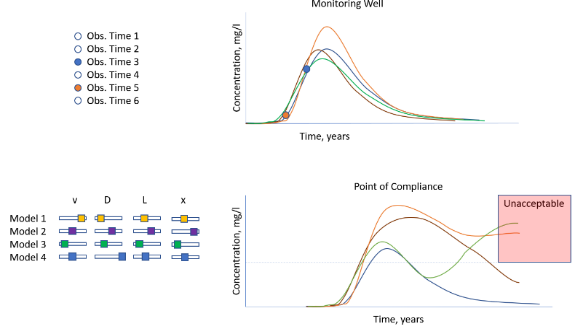 Monitoring Well
Obs. Time 1
Obs. Time 2
Obs. Time 3
Obs. Time 4
Obs. Time 5
Obs. Time 6
Concentration, mg/l
Time, years
v D L x
Model 1
Model 2
Model 3
Model 4
Point of Compliance
Unacceptable
Concentration, mg/l
Time, years